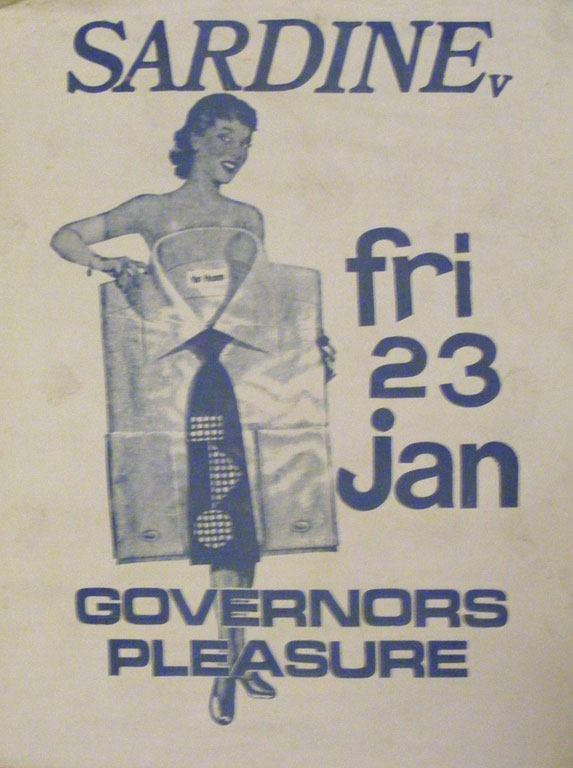 SARDINE v
fri
23
jan
GOVERNORS
PLEASURE